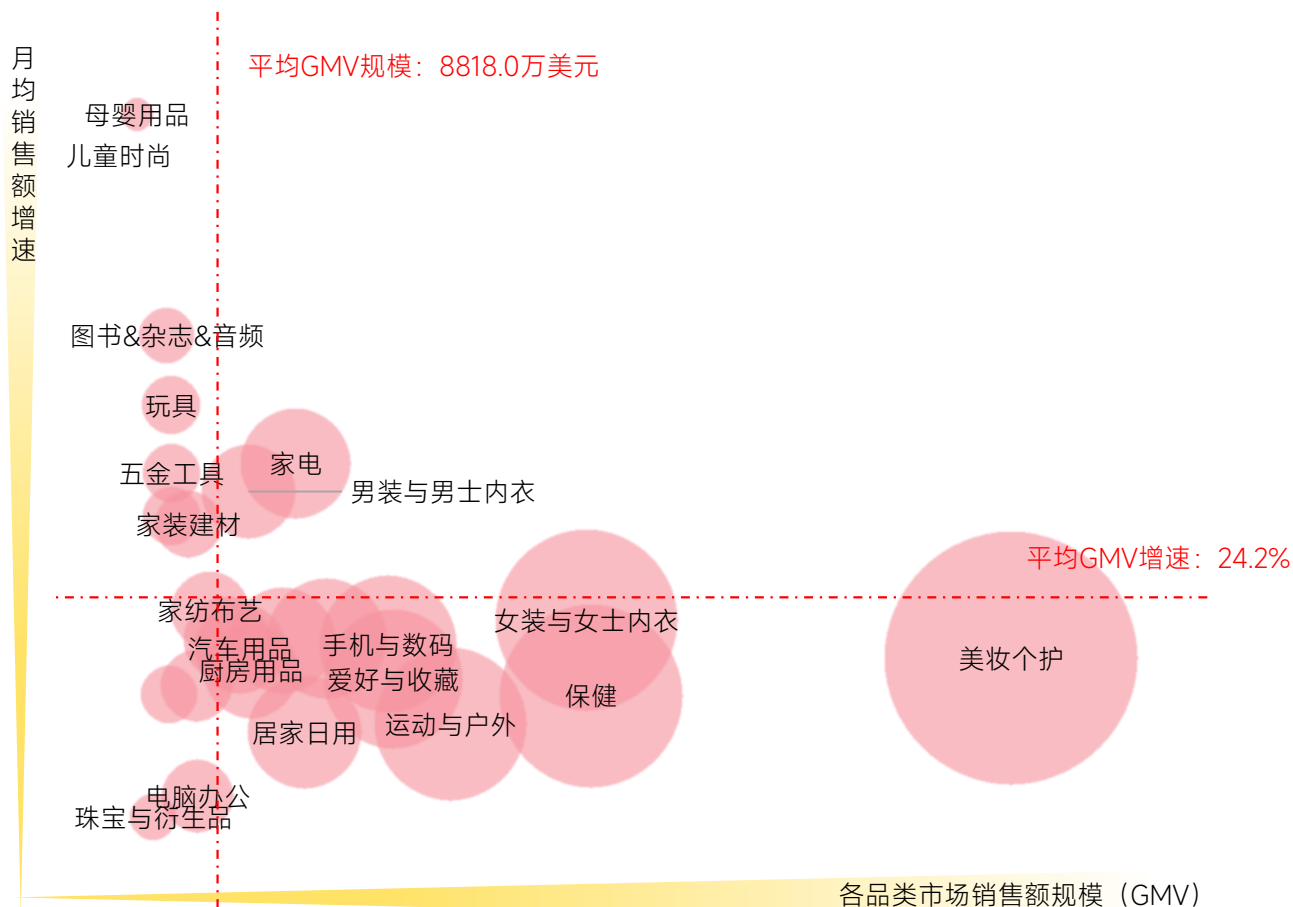 月均销售额增速
平均GMV规模：8818.0万美元
母婴用品
儿童时尚
图书&杂志&音频
玩具
家电
五金工具
男装与男士内衣
家装建材
平均GMV增速：24.2%
家纺布艺
女装与女士内衣
汽车用品
手机与数码
美妆个护
厨房用品
爱好与收藏
保健
运动与户外
居家日用
电脑办公
珠宝与衍生品
各品类市场销售额规模（GMV）